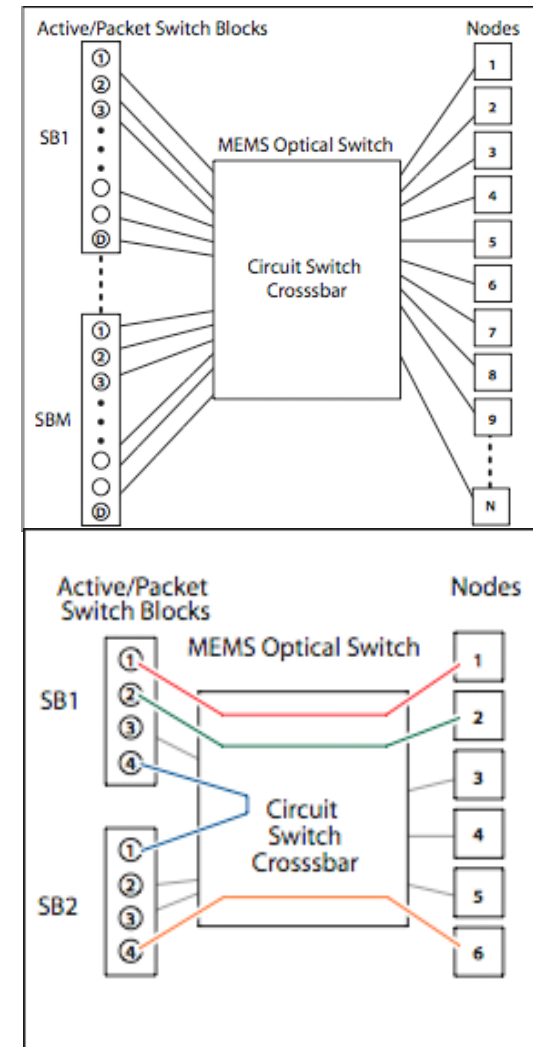 Active/Packet Switch Blocks
Nodes
1
2
3
SB1
D
MEMS Optical Switch
Circuit Switch
Crosssbar
1
2
3
SBM
D
1
2
3
4
5
6
7
8
9
N
Active/Packet
Switch Blocks
Nodes
MEMS Optical Switch
SB1
1
2
3
4
SB2
1
2
3
4
Circuit
Switch
Crosssbar
1
2
3
4
5
6